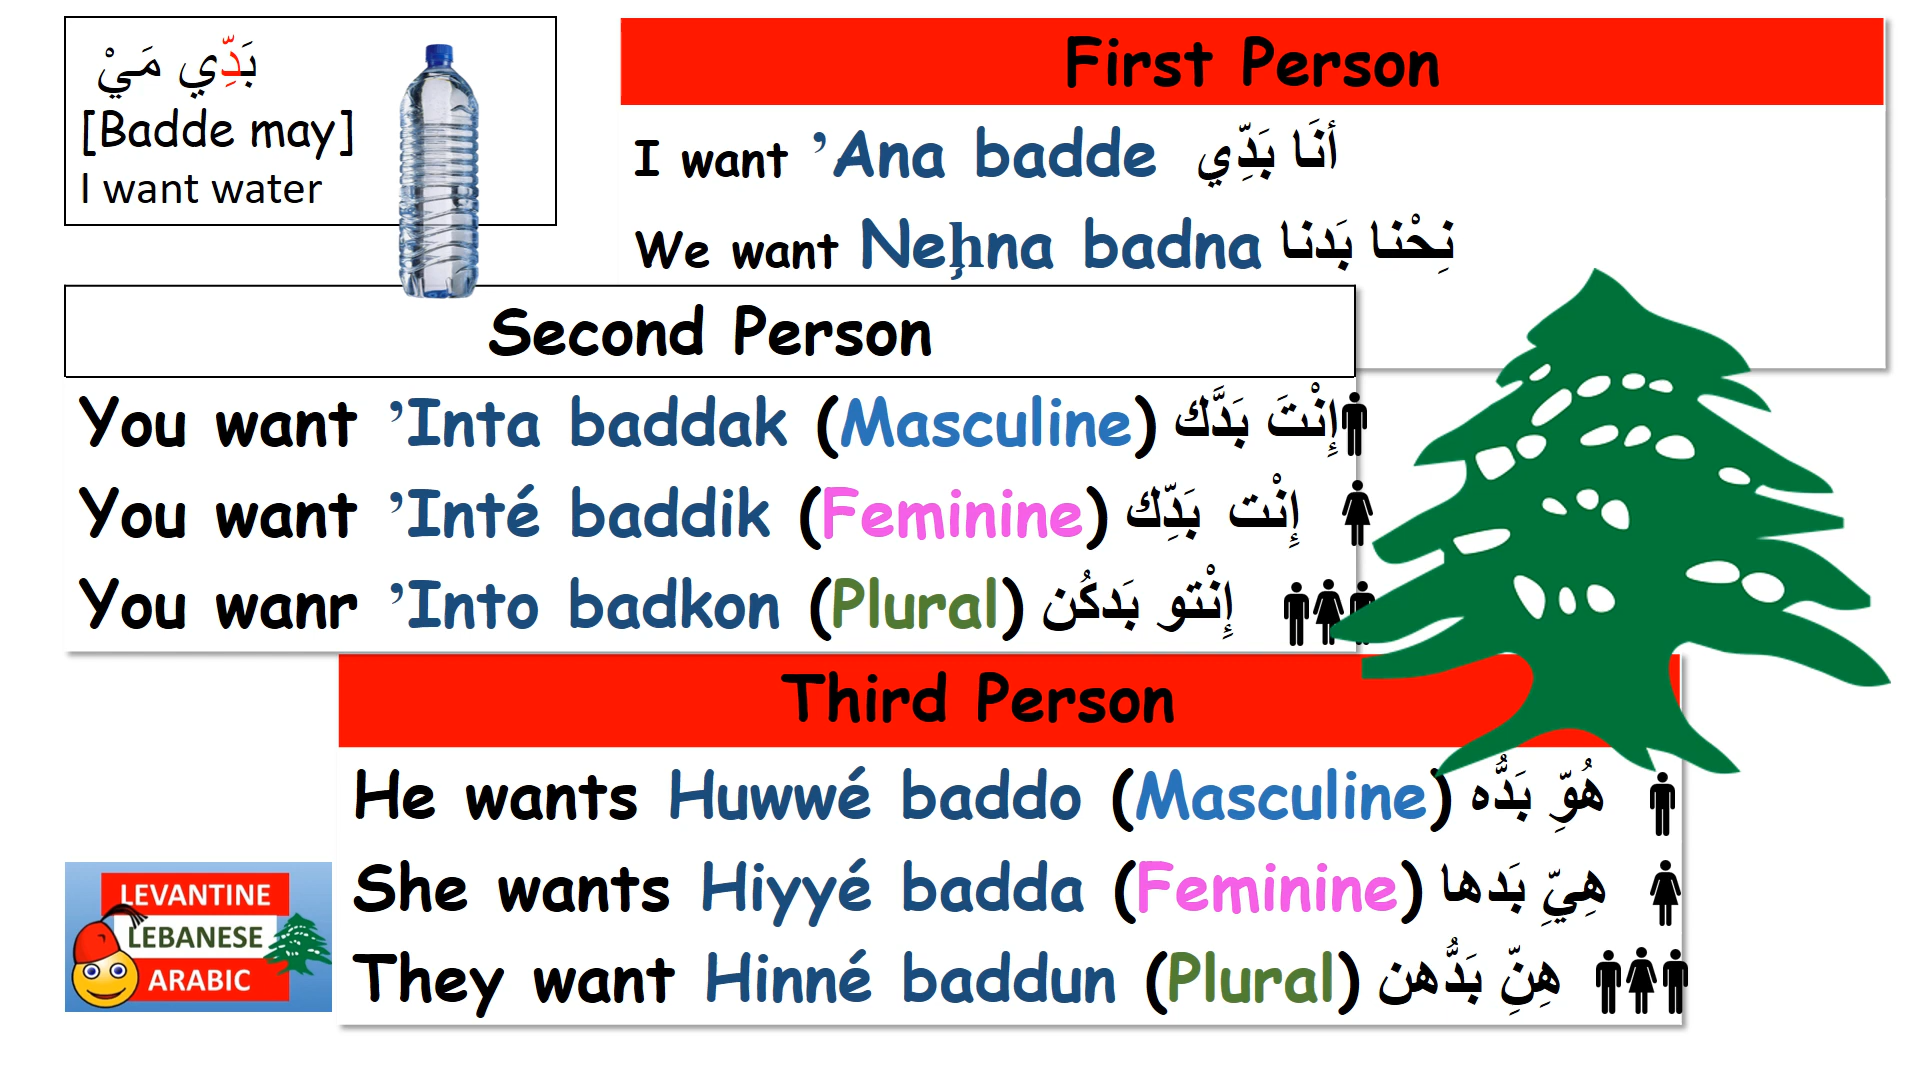 بَدِّي مَيْ
[Badde may]
I want water
First Person
I want ’Ana badde أنَا بَدِّي
We want Neḩna badna نِحْنا بَدنا
Second Person
You want ’Inta baddak (Masculine) إِنْتَ بَدَّك
You want ’Inté baddik (Feminine) إِنْت بَدِّك
You wanr ’Into badkon (Plural) إِنْتو بَدكُن
Third Person
He wants Huwwé baddo (Masculine) هُوِّ بَدُّه
She wants Hiyyé badda (Feminine) هِيِّ بَدها
They want Hinné baddun (Plural) هِنِّ بَدُّهن
LEVANTINE
LEBANESE
ARABIC